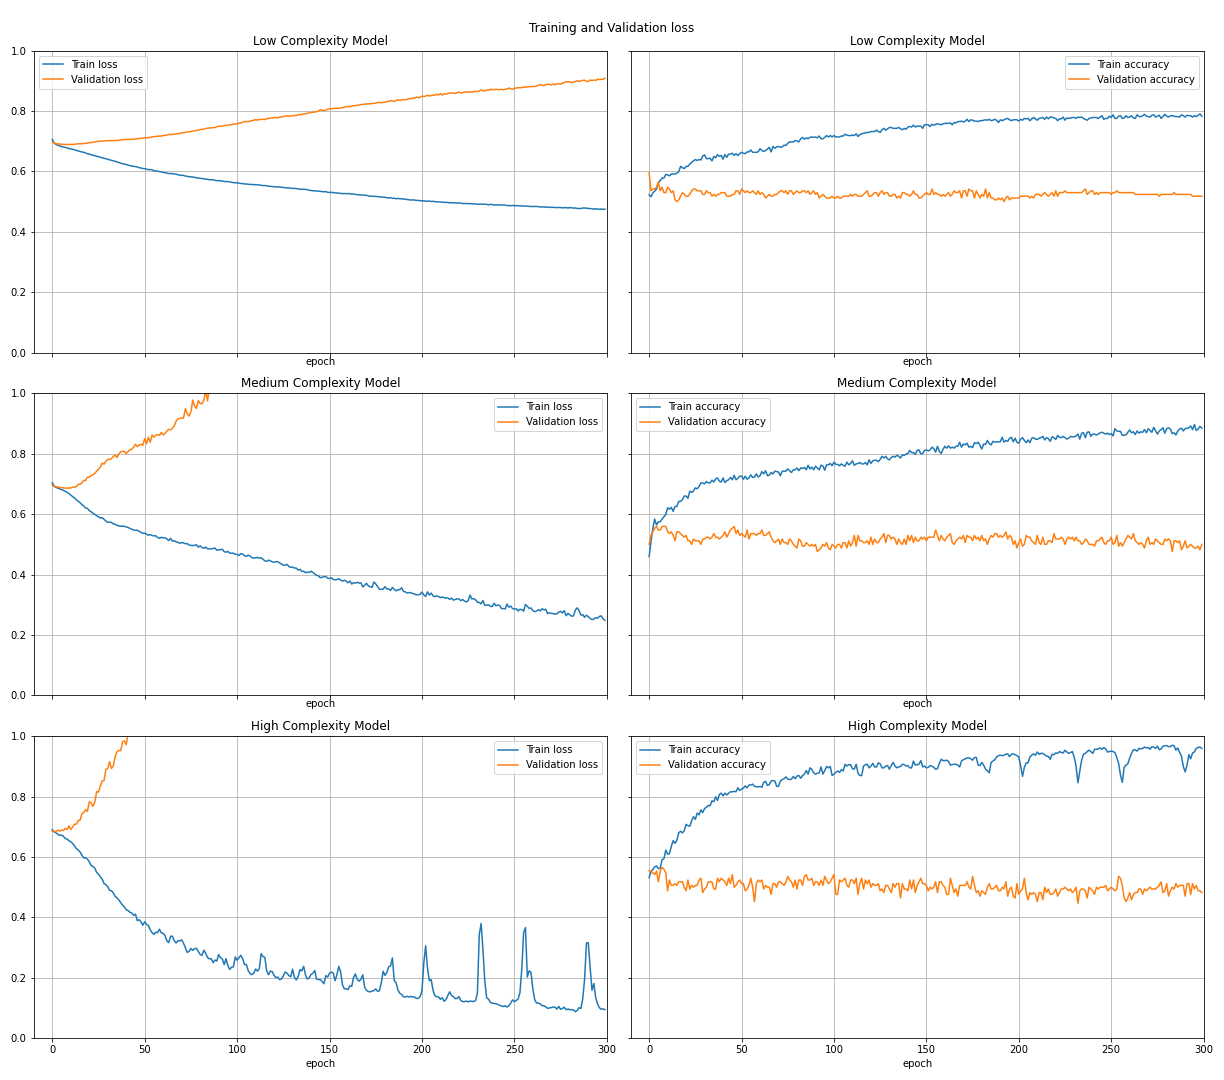 Training and Validation loss
Low Complexity Model
Train loss
Validation loss
1.0
0.8
0.6
0.4
0.2
0.0
epoch
Low Complexity Model
Train accuracy
Validation accuracy
epoch
Medium Complexity Model
Train loss
Validation loss
1.0
0.8
0.6
0.4
0.2
0.0
epoch
Medium Complexity Model
Train accuracy
Validation accuracy
epoch
High Complexity Model
Train loss
Validation loss
1.0
0.8
0.6
0.4
0.2
0.0
0 50 100 150 200 250 300
epoch
High Complexity Model
Train accuracy
Validation accuracy
0 50 100 150 200 250 300
epoch